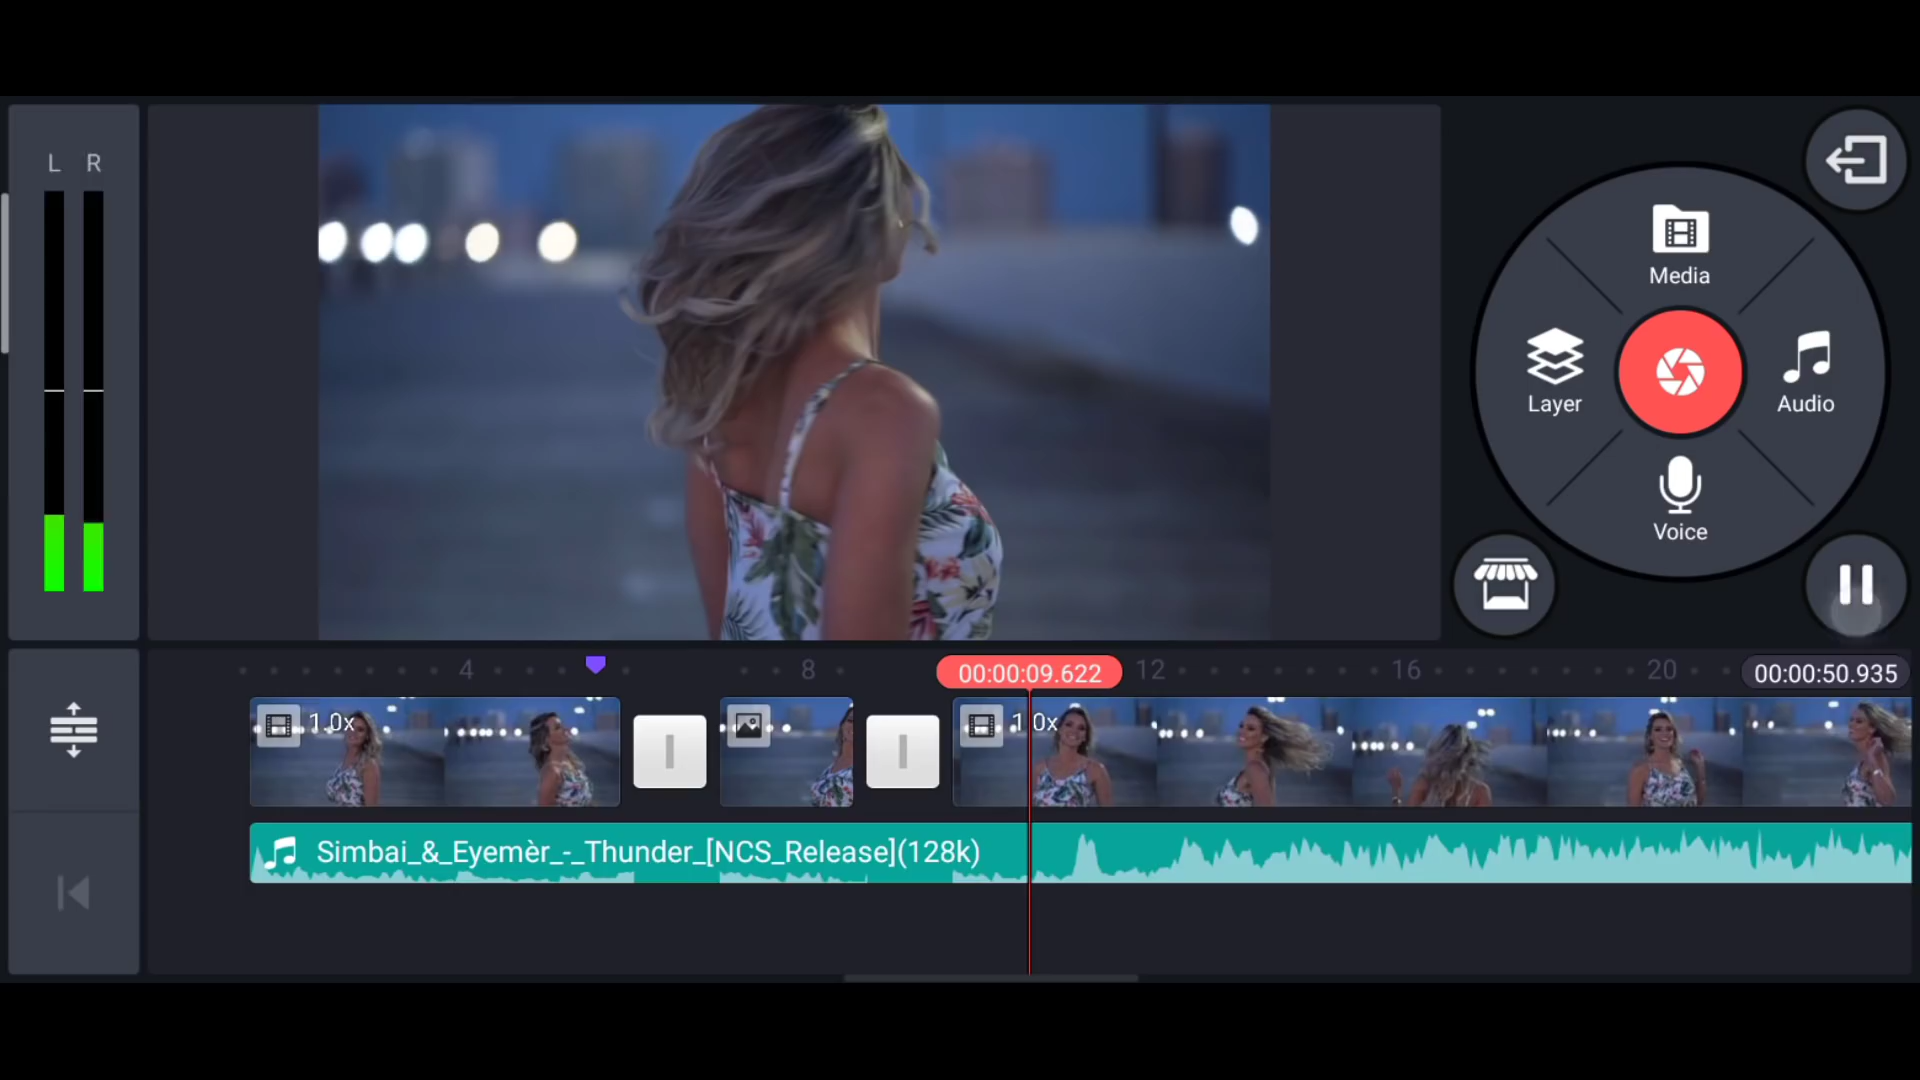 L R
Media
Layer
Audio
Voice
4
8
00:00:09.622
12
16
20
00:00:50.935
1.0x
1.0x
Simbai_&_Eyemèr_-_Thunder_[NCS_Release](128k)